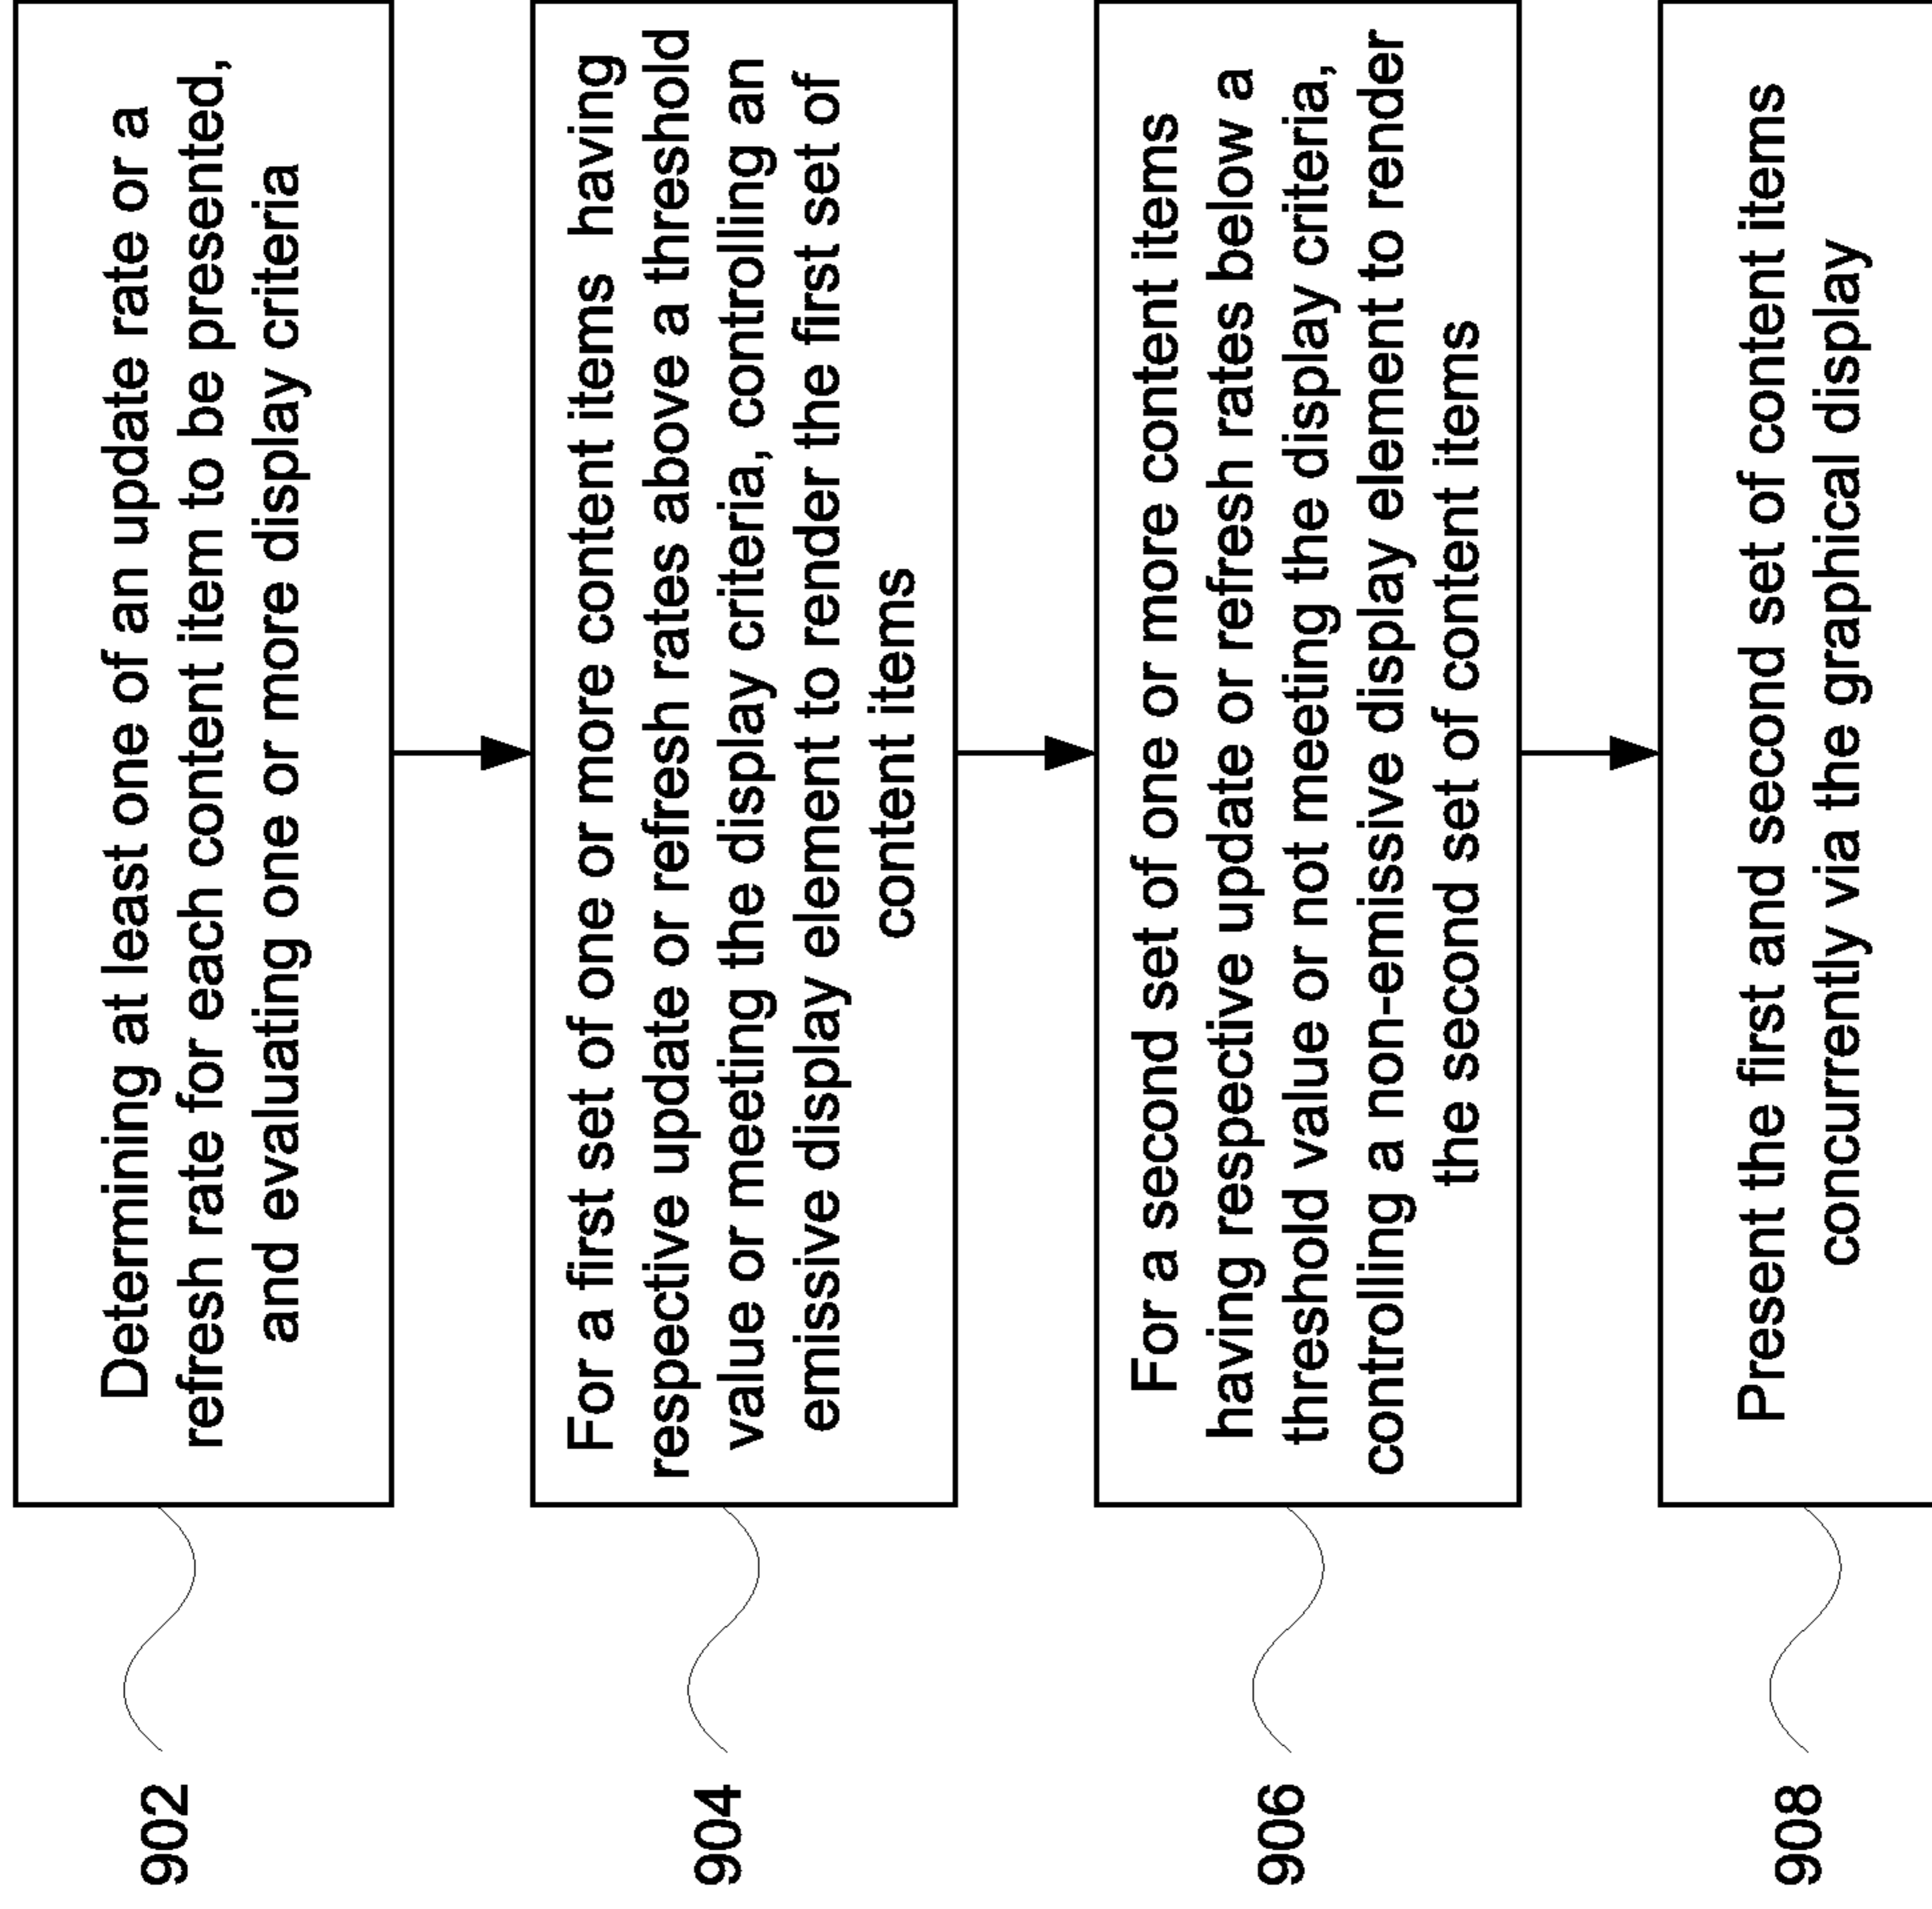 902
Determining at least one of an update rate or a
refresh rate for each content item to be presented,
and evaluating one or more display criteria
904
For a first set of one or more content items having
respective update or refresh rates above a threshold
value or meeting the display criteria, controlling an
emissive display element to render the first set of
content items
906
For a second set of one or more content items
having respective update or refresh rates below a
threshold value or not meeting the display criteria,
controlling a non-emissive display element to render
the second set of content items
908
Present the first and second set of content items
concurrently via the graphical display